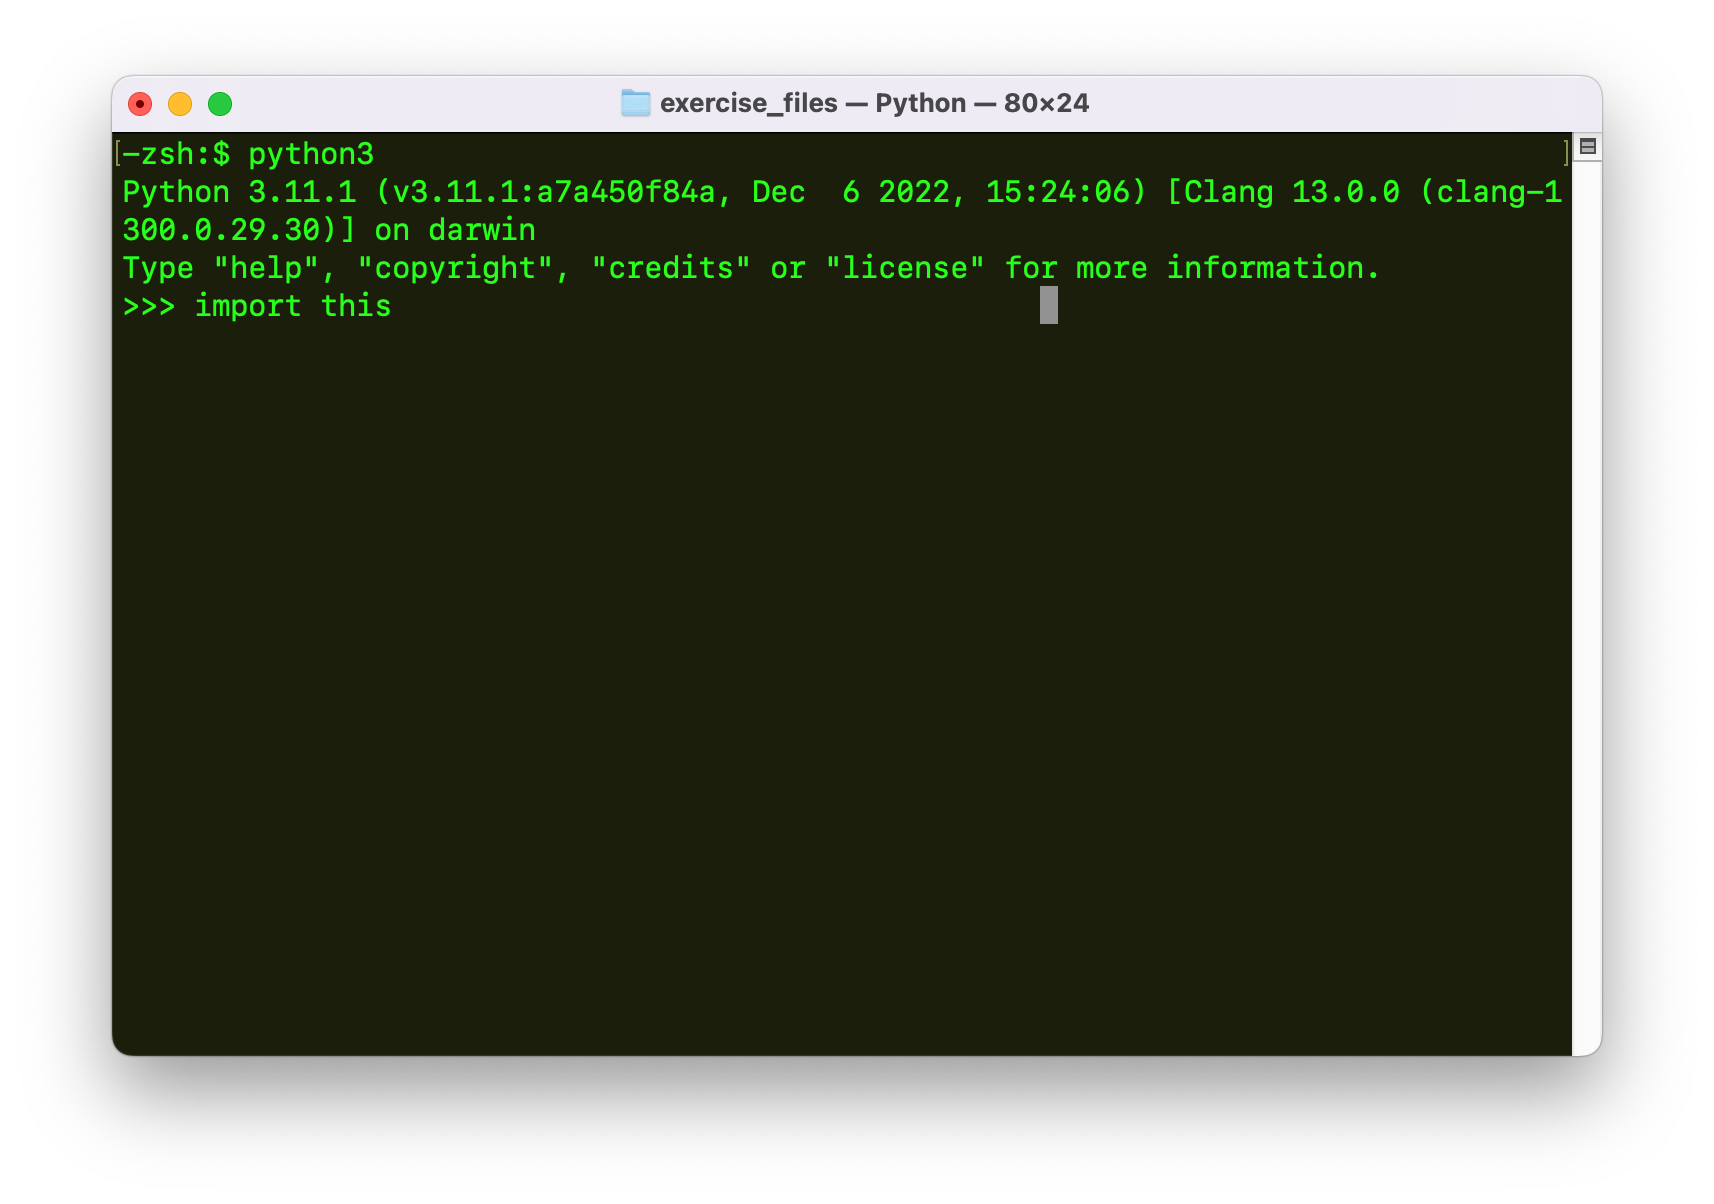 exercise_files — Python — 80×24
[-zsh:$ python3 ]
Python 3.11.1 (v3.11.1:a7a450f84a, Dec  6 2022, 15:24:06) [Clang 13.0.0 (clang-1
300.0.29.30)] on darwin
Type "help", "copyright", "credits" or "license" for more information.
>>> import this